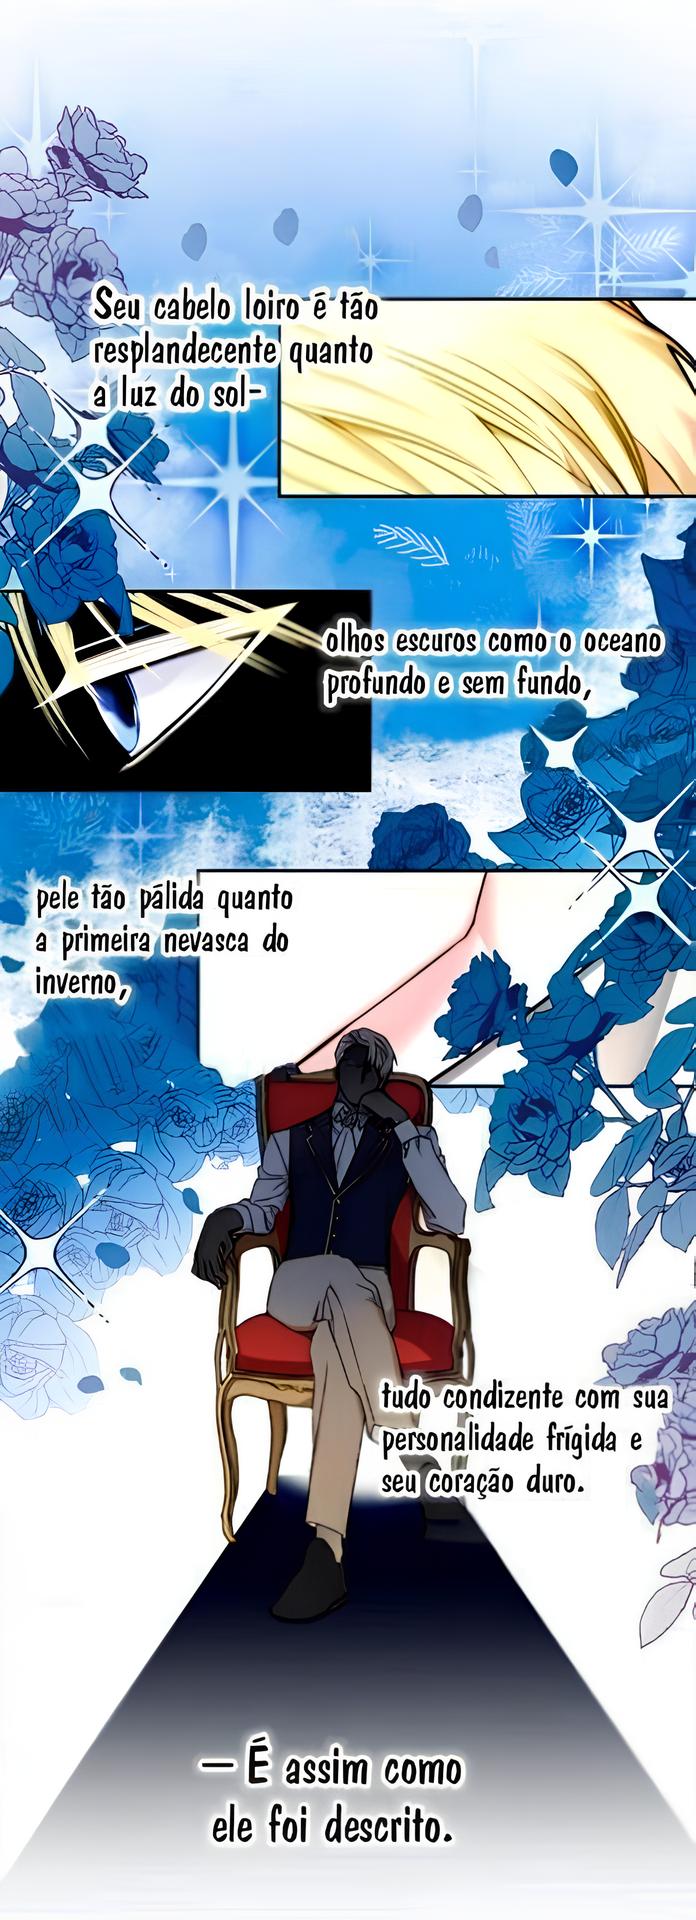 Seu cabelo loiro é tão
resplandecente quanto
a luz do sol-
olhos escuros como o oceano
profundo e sem fundo,
pele tão pálida quanto
a primeira nevasca do
inverno,
tudo condizente com sua
personalidade frígida e
seu coração duro.
— É assim como
ele foi descrito.